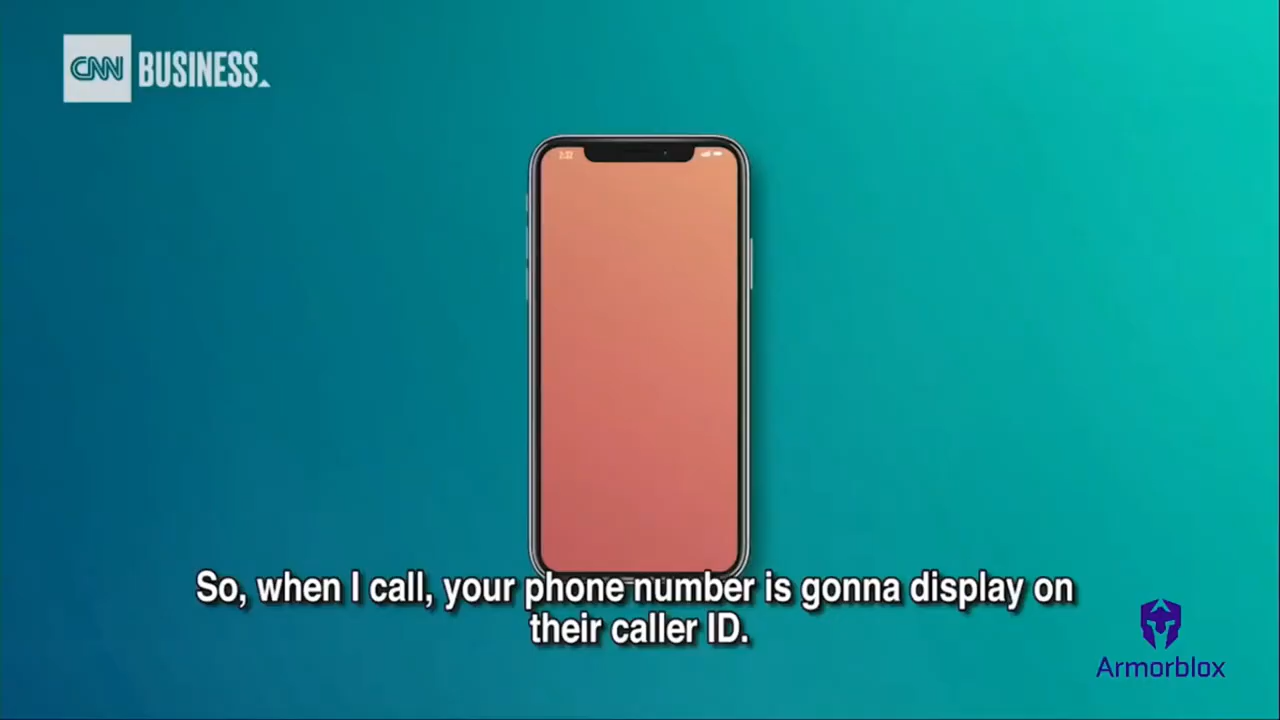 CNN BUSINESS
So, when I call, your phone number is gonna display on
their caller ID.
Armorblox